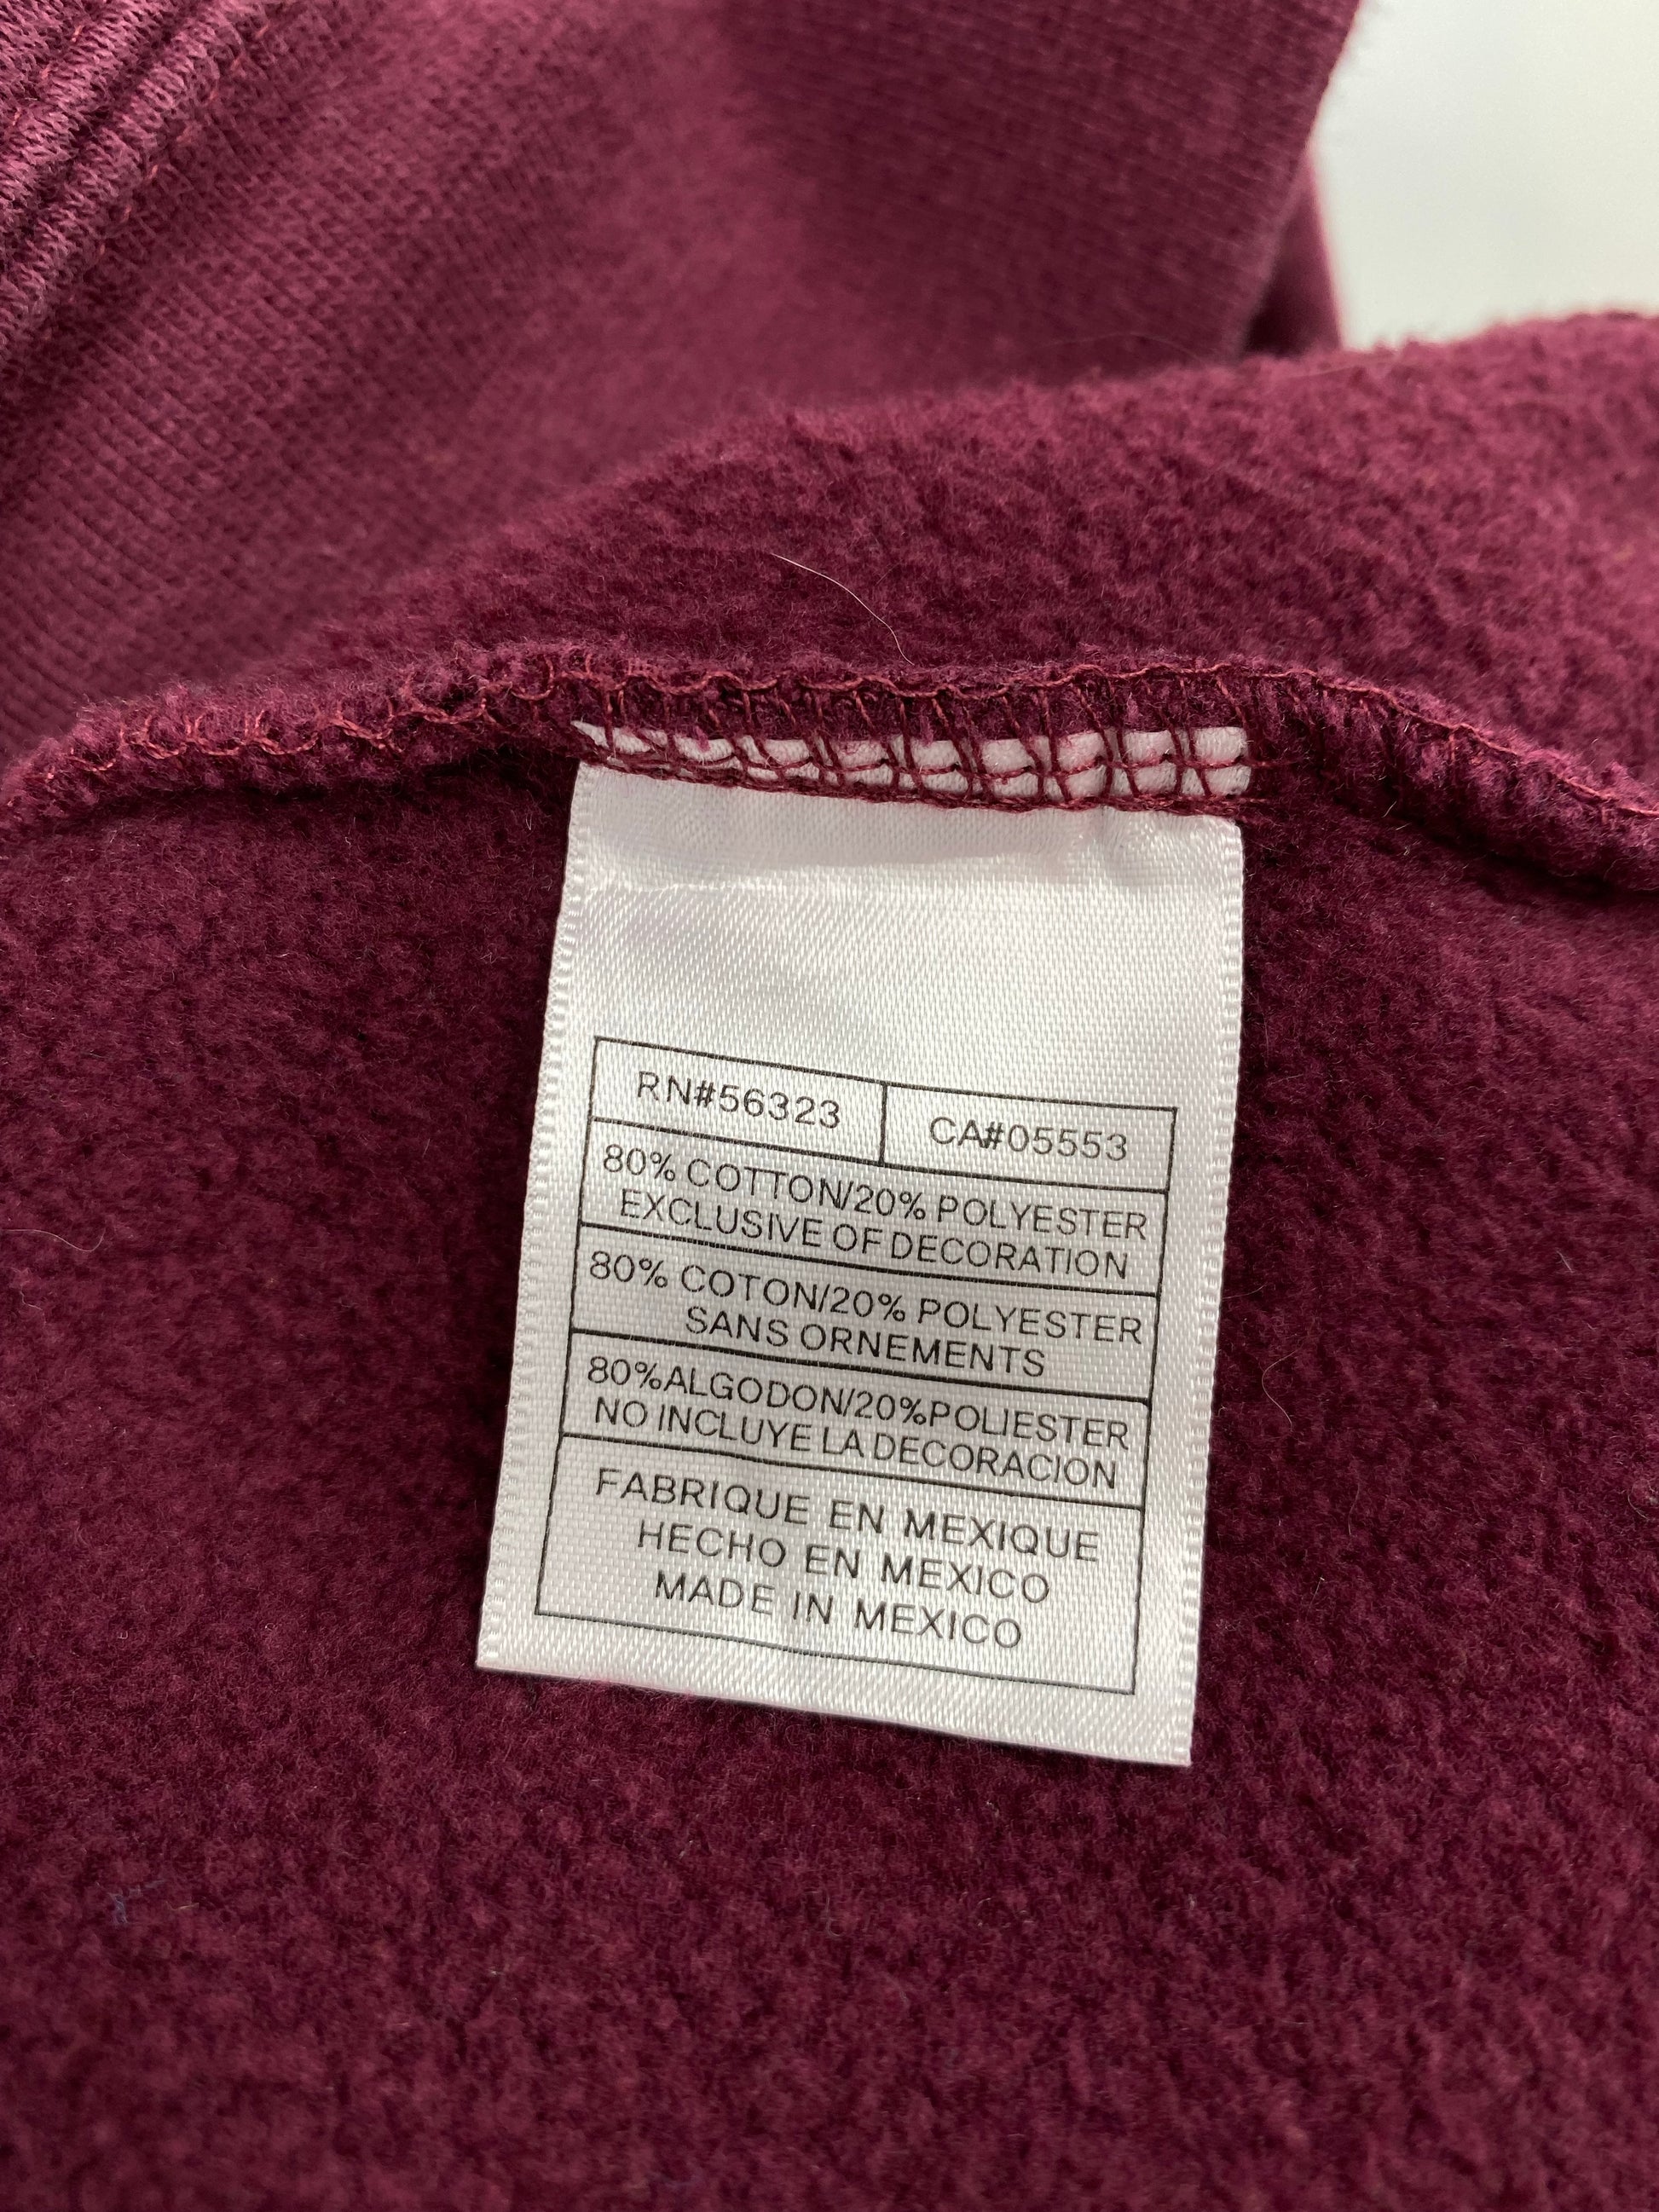 RN#56323 CA#05553
80% COTTON/20% POLYESTER
EXCLUSIVE OF DECORATION
80% COTON/20% POLYESTER
SANS ORNEMENTS
80%ALGODON/20%POLIESTER
NO INCLUYE LA DECORACION
FABRIQUE EN MEXIQUE
HECHO EN MEXICO
MADE IN MEXICO